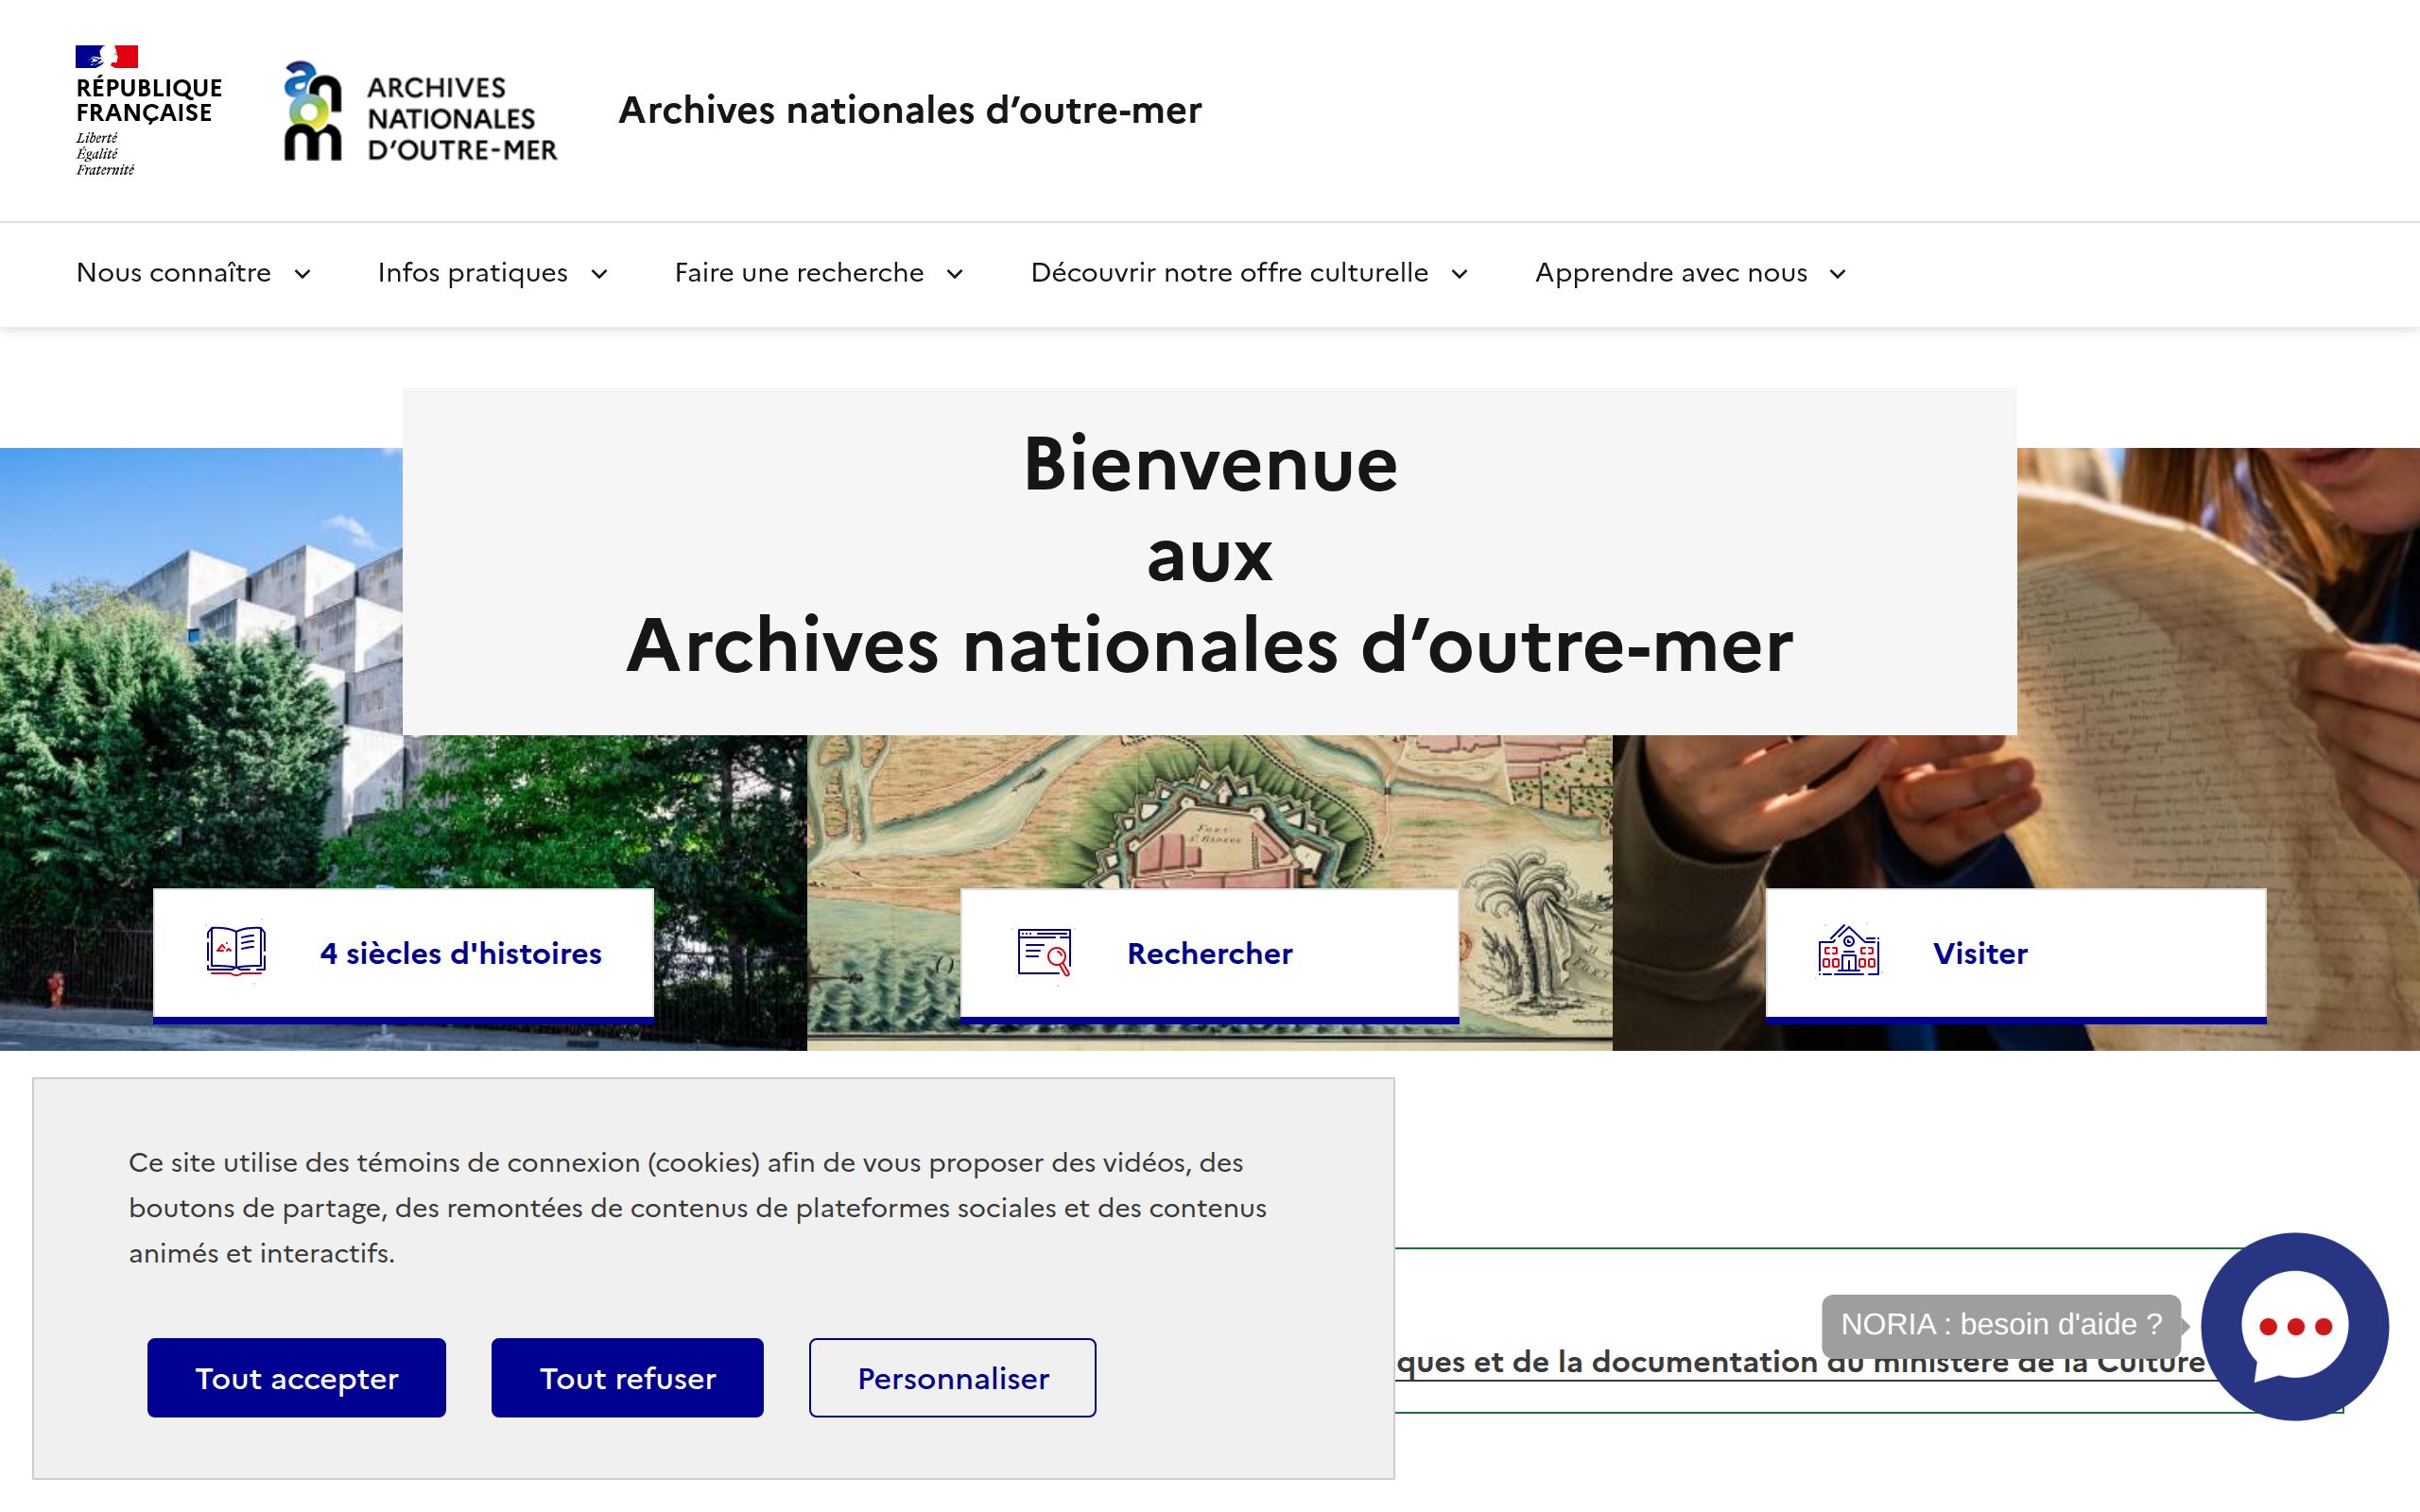 RÉPUBLIQUE
FRANÇAISE
Liberté
Égalité
Fraternité
ARCHIVES
NATIONALES
D'OUTRE-MER
Archives nationales d’outre-mer
Nous connaître
Infos pratiques
Faire une recherche
Découvrir notre offre culturelle
Apprendre avec nous
Bienvenue
aux
Archives nationales d’outre-mer
4 siècles d'histoires
Rechercher
Visiter
Ce site utilise des témoins de connexion (cookies) afin de vous proposer des vidéos, des
boutons de partage, des remontées de contenus de plateformes sociales et des contenus
animés et interactifs.
Tout accepter
Tout refuser
Personnaliser
NORIA : besoin d'aide ?
ques et de la documentation du ministère de la Culture